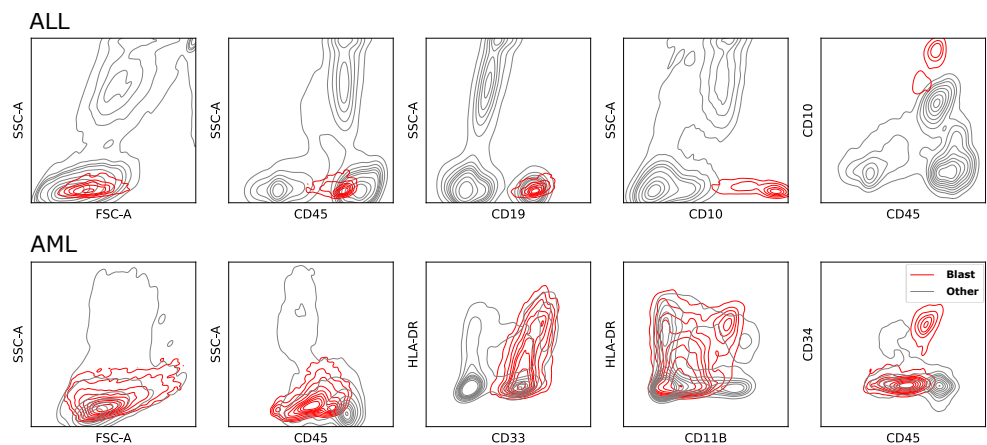 ALL
SSC-A
FSC-A
SSC-A
CD45
SSC-A
CD19
SSC-A
CD10
CD10
CD45
AML
SSC-A
FSC-A
SSC-A
CD45
HLA-DR
CD33
HLA-DR
CD11B
CD34
CD45
Blast
Other